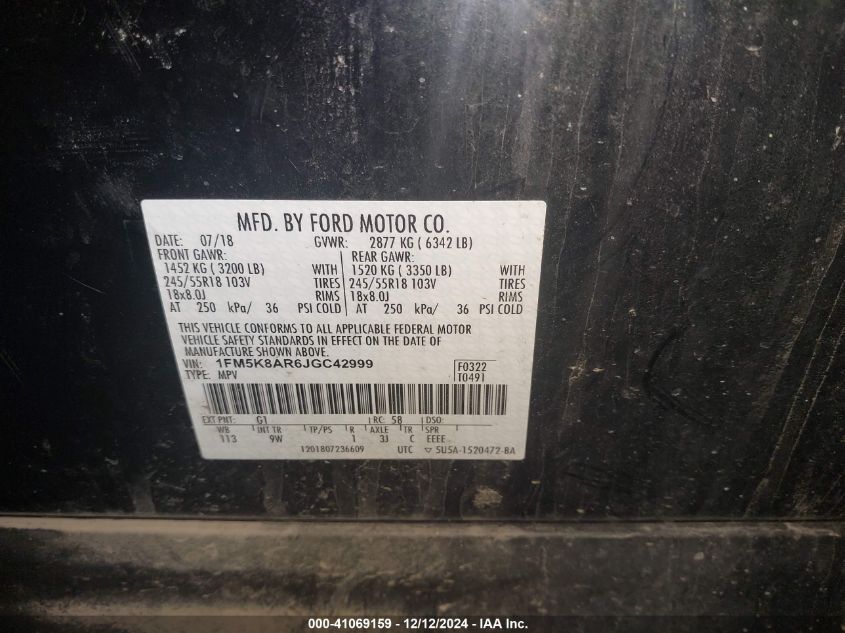 MFD. BY FORD MOTOR CO.
DATE: 07/18 GVWR: 2877 KG ( 6342 LB)
FRONT GAWR: REAR GAWR:
1452 KG ( 3200 LB) WITH 1520 KG ( 3350 LB) WITH
245/55R18 103V TIRES 245/55R18 103V TIRES
18x8.0J RIMS 18x8.0J RIMS
AT 250 kPa/ 36 PSI COLD AT 250 kPa/ 36 PSI COLD
THIS VEHICLE CONFORMS TO ALL APPLICABLE FEDERAL MOTOR
VEHICLE SAFETY STANDARDS IN EFFECT ON THE DATE OF
MANUFACTURE SHOWN ABOVE.
VIN: 1FM5K8AR6JGC42999 F0322
TYPE: MPV T0491
EXT PNT: G1 RC: 58 DSO:
WB INT TR TP/PS R AXLE TR SPR
113 9W 1 3J C EEEE
1201807236609 UTC ▽ 5U5A-1520472-BA
000-41069159 - 12/12/2024 - IAA Inc.